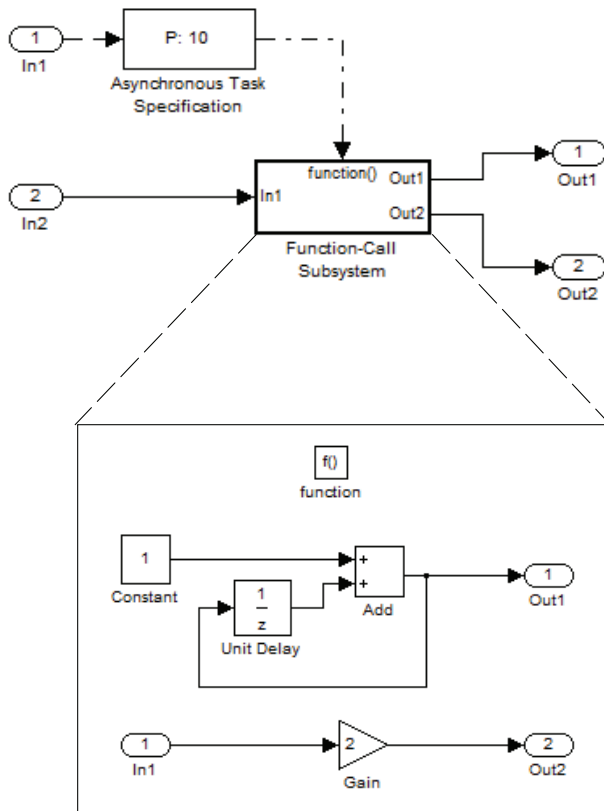 1
P: 10
In1
Asynchronous Task
Specification
function()
In1
Out1
Out2
2
In2
1
Out1
Function-Call
Subsystem
2
Out2
f()
function
1
Constant
+
+
Add
1
z
Unit Delay
1
Out1
1
In1
2
Gain
2
Out2